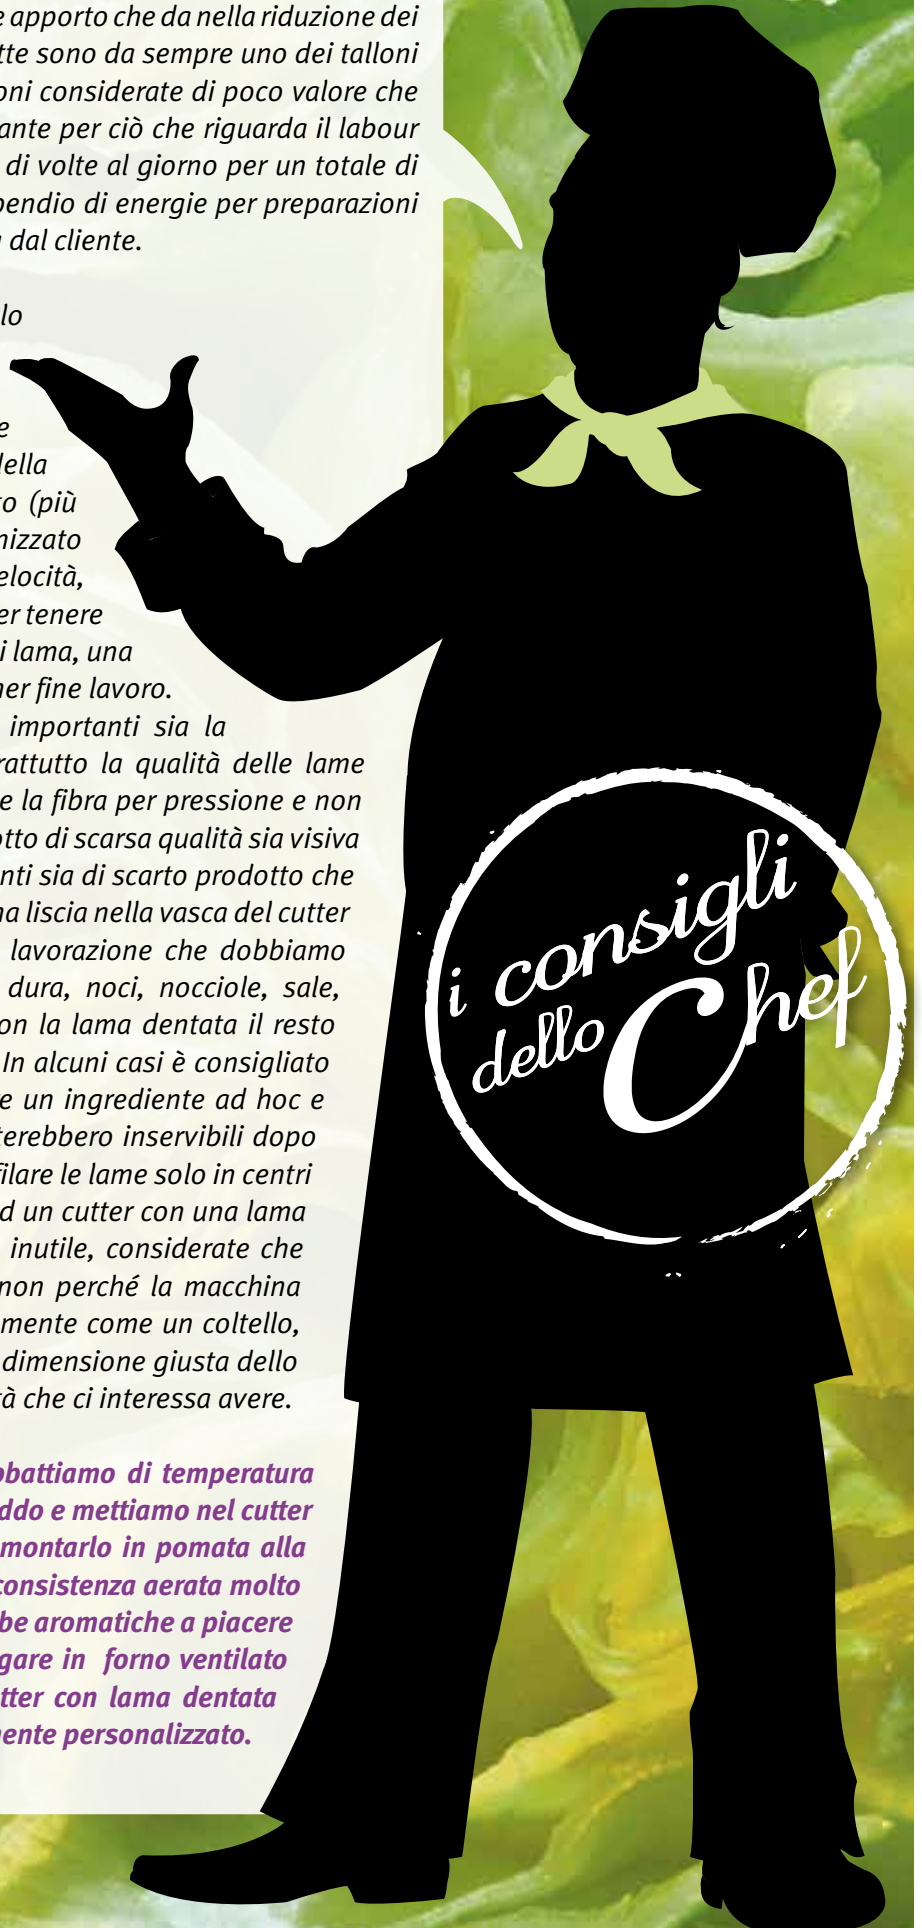 e apporto che da nella riduzione dei
tte sono da sempre uno dei talloni
oni considerate di poco valore che
ante per ciò che riguarda il labour
di volte al giorno per un totale di
pendio di energie per preparazioni
dal cliente.
lo
e
della
to (più
nizzato
elocità,
er tenere
i lama, una
ner fine lavoro.
importanti sia la
rattutto la qualità delle lame
e la fibra per pressione e non
otto di scarsa qualità sia visiva
nti sia di scarto prodotto che
na liscia nella vasca del cutter
lavorazione che dobbiamo
dura, noci, nocciole, sale,
on la lama dentata il resto
In alcuni casi è consigliato
e un ingrediente ad hoc e
terebbero inservibili dopo
filare le lame solo in centri
d un cutter con una lama
inutile, considerate che
non perché la macchina
mente come un coltello,
dimensione giusta dello
tà che ci interessa avere.
bbattiamo di temperatura
ddo e mettiamo nel cutter
montarlo in pomata alla
consistenza aerata molto
be aromatiche a piacere
gare in forno ventilato
tter con lama dentata
nente personalizzato.
i consigli
dello Chef